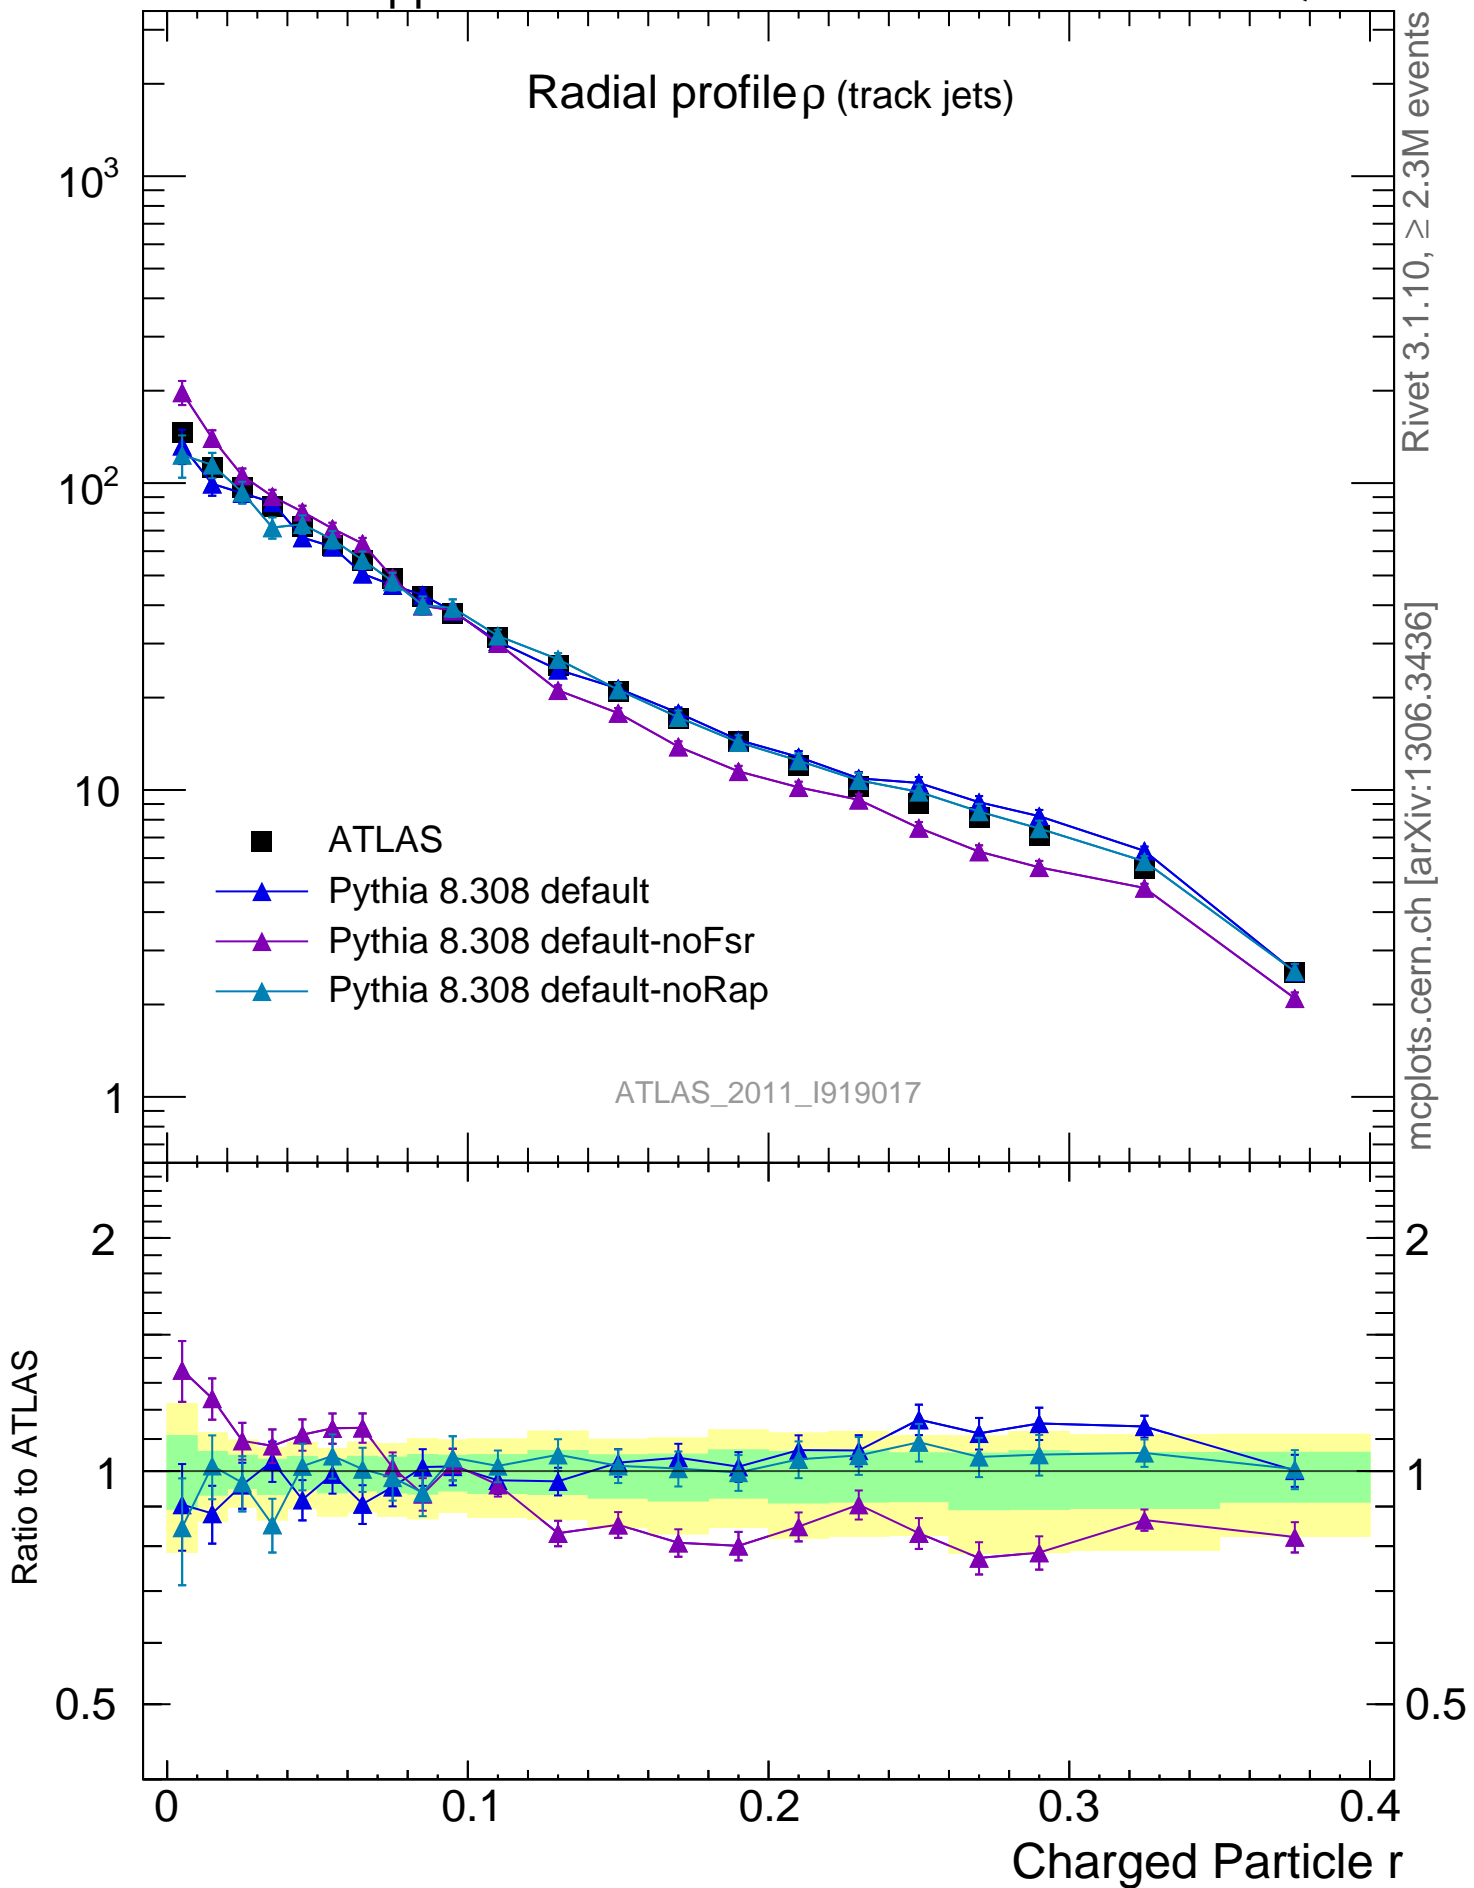 Radial profile ρ (track jets)
10³
10²
10
1
ATLAS
Pythia 8.308 default
Pythia 8.308 default-noFsr
Pythia 8.308 default-noRap
ATLAS_2011_I919017
Rivet 3.1.10, ≥ 2.3M events
mcplots.cern.ch [arXiv:1306.3436]
Ratio to ATLAS
2
1
0.5
2
1
0.5
0
0.1
0.2
0.3
0.4
Charged Particle r